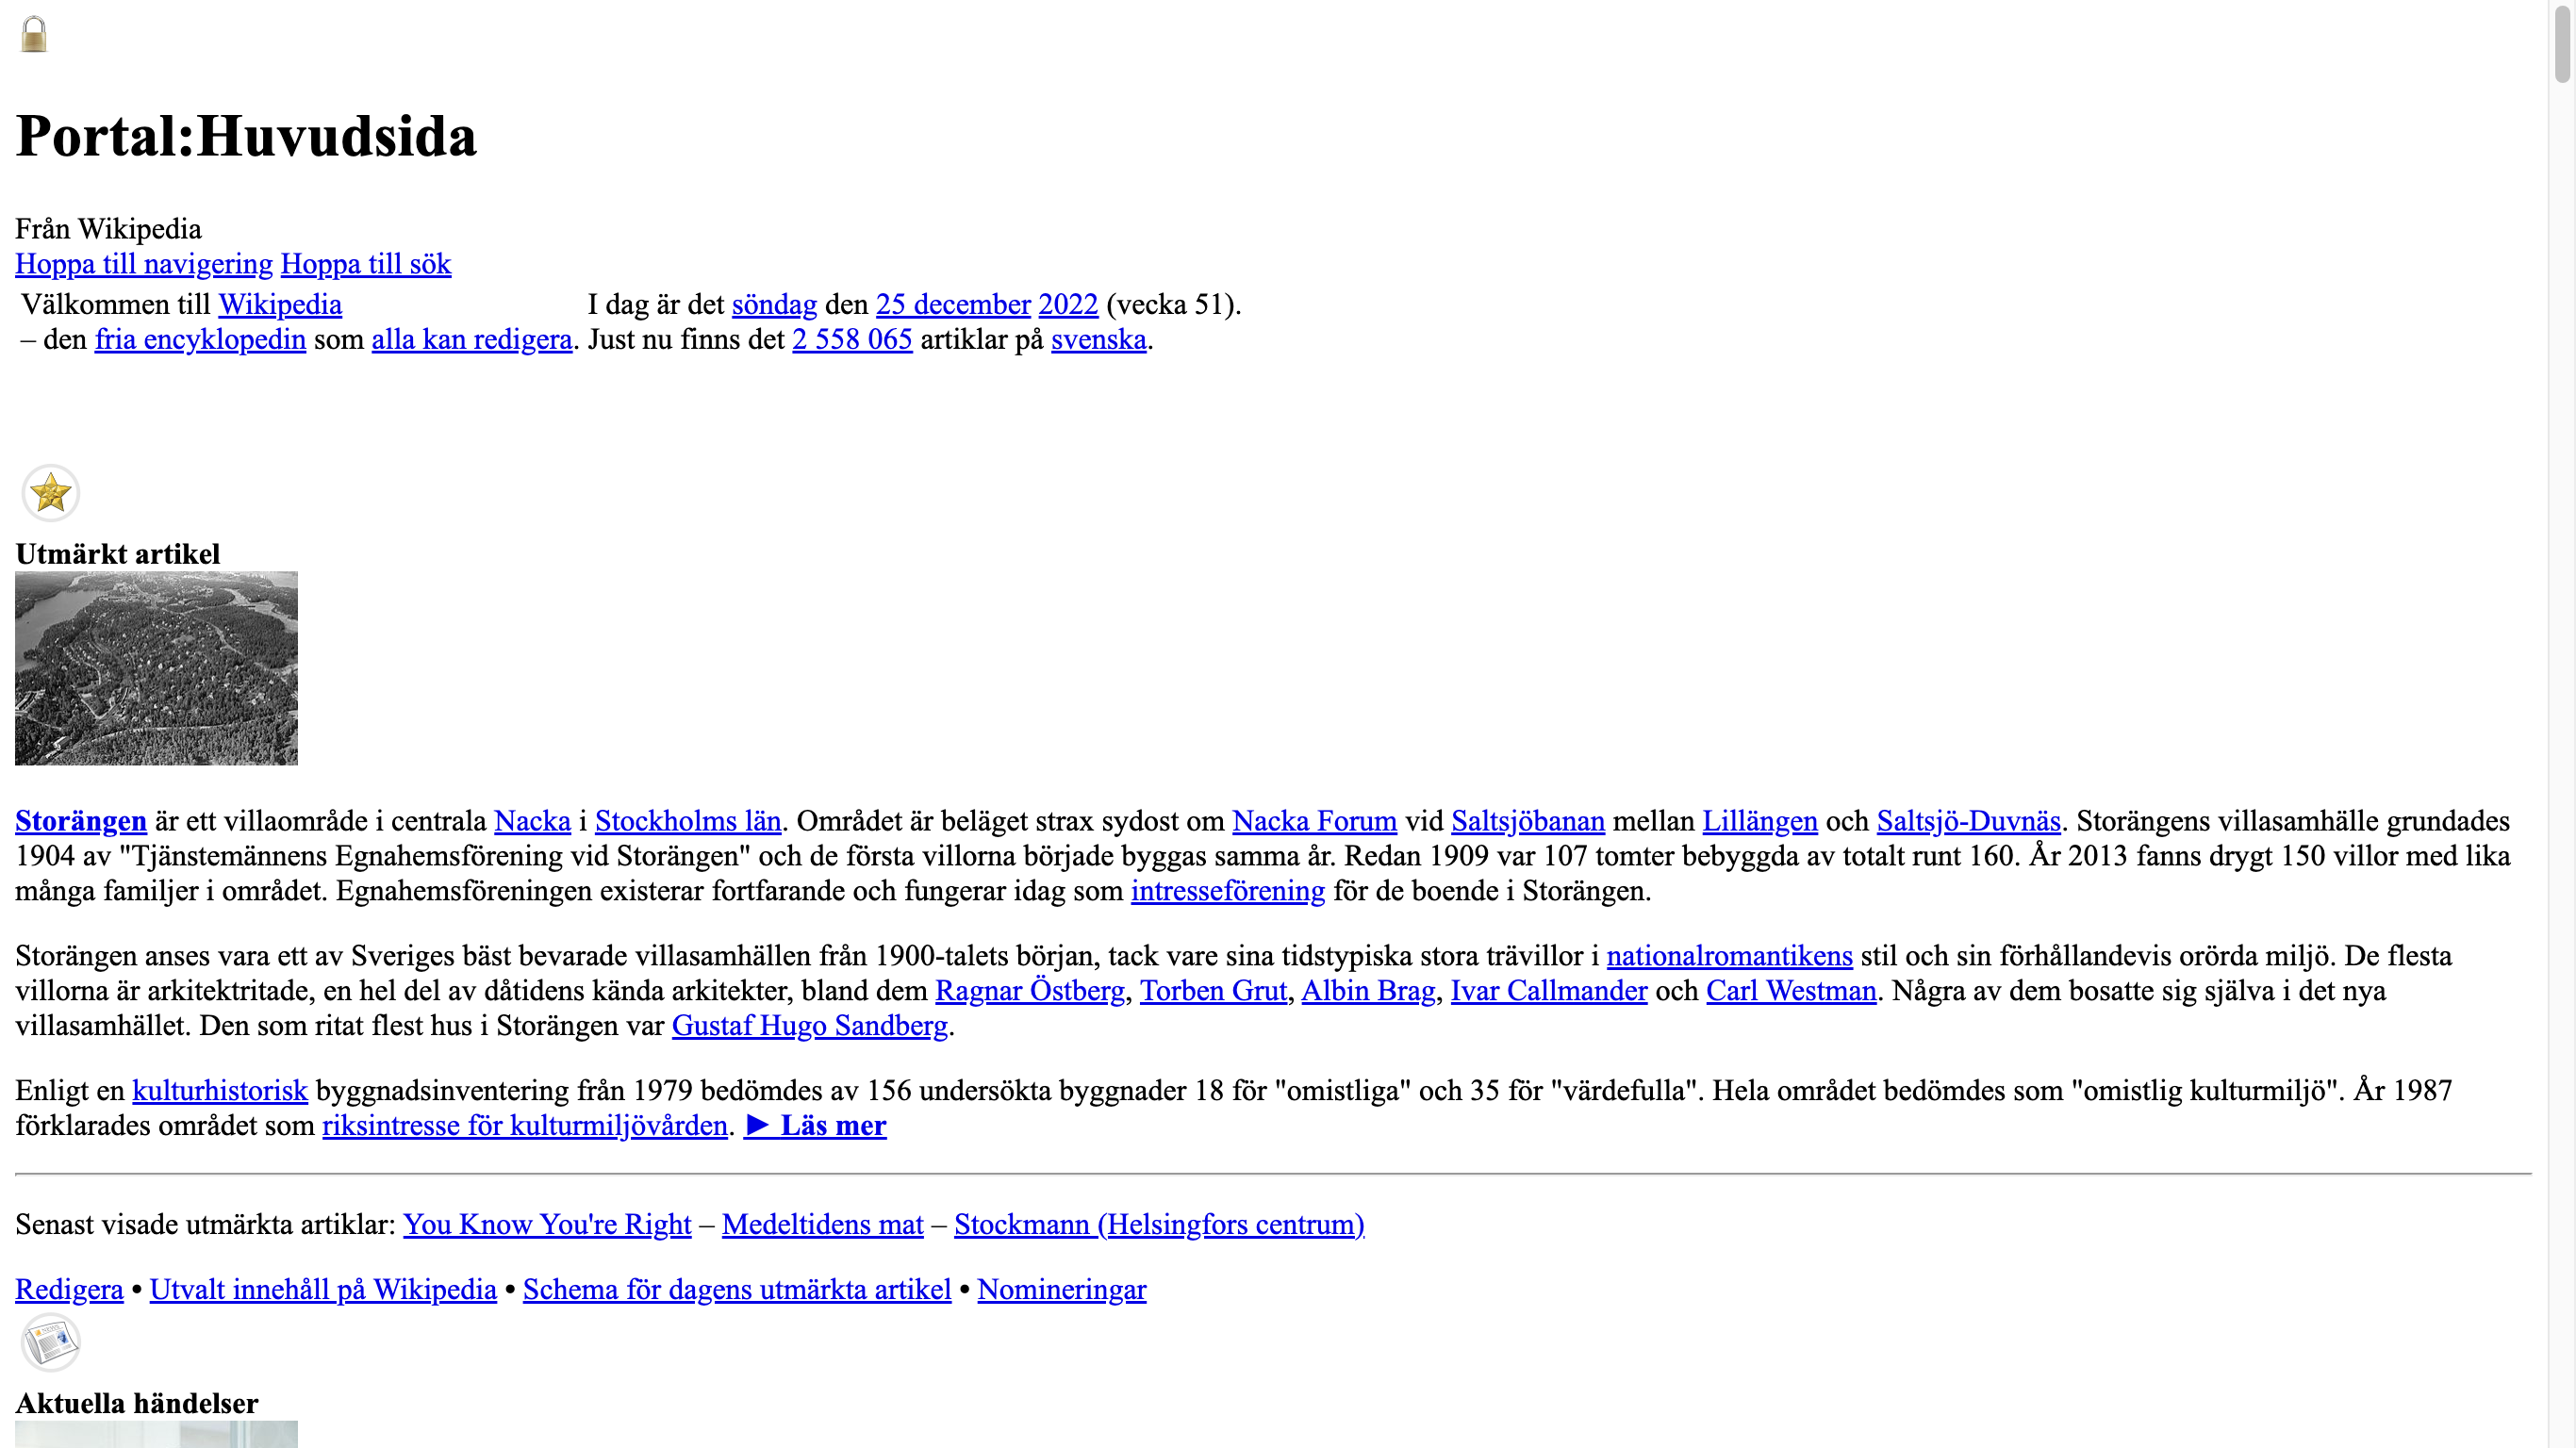 Portal:Huvudsida
Från Wikipedia
Hoppa till navigering Hoppa till sök
Välkommen till Wikipedia
– den fria encyklopedin som alla kan redigera.
I dag är det söndag den 25 december 2022 (vecka 51).
Just nu finns det 2 558 065 artiklar på svenska.
Utmärkt artikel
Storängen är ett villaområde i centrala Nacka i Stockholms län. Området är beläget strax sydost om Nacka Forum vid Saltsjöbanan mellan Lillängen och Saltsjö-Duvnäs. Storängens villasamhälle grundades
1904 av "Tjänstemännens Egnahemsförening vid Storängen" och de första villorna började byggas samma år. Redan 1909 var 107 tomter bebyggda av totalt runt 160. År 2013 fanns drygt 150 villor med lika
många familjer i området. Egnahemsföreningen existerar fortfarande och fungerar idag som intresseförening för de boende i Storängen.
Storängen anses vara ett av Sveriges bäst bevarade villasamhällen från 1900-talets början, tack vare sina tidstypiska stora trävillor i nationalromantikens stil och sin förhållandevis orörda miljö. De flesta
villorna är arkitektritade, en hel del av dåtidens kända arkitekter, bland dem Ragnar Östberg, Torben Grut, Albin Brag, Ivar Callmander och Carl Westman. Några av dem bosatte sig själva i det nya
villasamhället. Den som ritat flest hus i Storängen var Gustaf Hugo Sandberg.
Enligt en kulturhistorisk byggnadsinventering från 1979 bedömdes av 156 undersökta byggnader 18 för "omistliga" och 35 för "värdefulla". Hela området bedömdes som "omistlig kulturmiljö". År 1987
förklarades området som riksintresse för kulturmiljövården. ► Läs mer
Senast visade utmärkta artiklar: You Know You're Right – Medeltidens mat – Stockmann (Helsingfors centrum)
Redigera • Utvalt innehåll på Wikipedia • Schema för dagens utmärkta artikel • Nomineringar
NEWS
Aktuella händelser